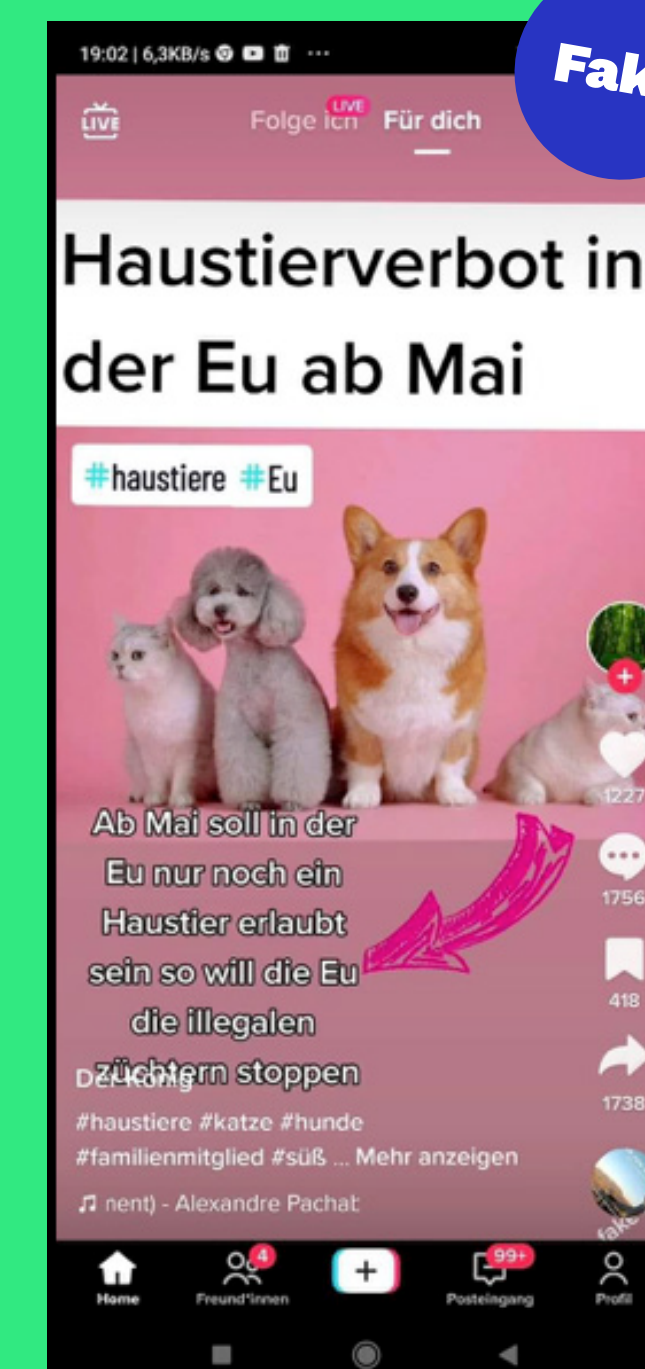 19:02 | 6,3KB/s ...
Fak
LIVE
Folge ich LIVE Für dich
Haustierverbot in
der Eu ab Mai
#haustiere #Eu
Ab Mai soll in der
Eu nur noch ein
Haustier erlaubt
sein so will die Eu
die illegalen
züchtern stoppen
Der König
#haustiere #katze #hunde
#familienmitglied #süß ... Mehr anzeigen
nent) - Alexandre Pachat
1227
1756
418
1738
fake
4
99+
Home Freund*innen Posteingang Profil